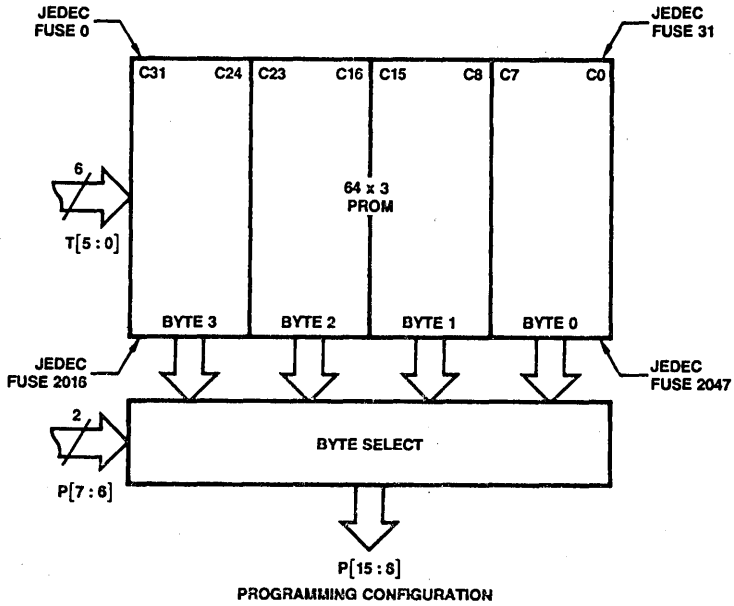 JEDEC
FUSE 0
JEDEC
FUSE 31
C31 C24 C23 C16 C15 C8 C7 C0
6
T[5 : 0]
64 x 3
PROM
BYTE 3 BYTE 2 BYTE 1 BYTE 0
JEDEC
FUSE 2016
JEDEC
FUSE 2047
2
P[7 : 6]
BYTE SELECT
P[15 : 8]
PROGRAMMING CONFIGURATION